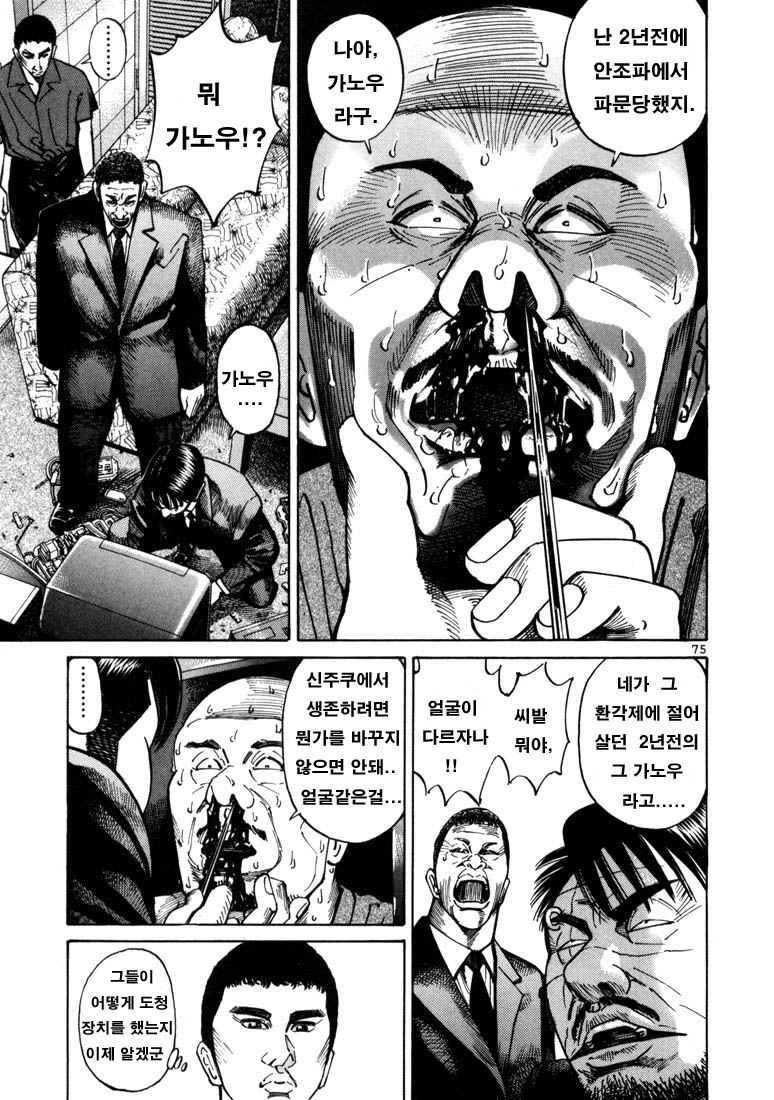 난 2년전에
안조파에서
파문당했지.
나야,
가노우
라구.
뭐
가노우!?
‥‥‥
가노우
....
75
네가 그
환각제에 절어
살던 2년전의
그 가노우
라고.....
씨발
뭐야,
얼굴이
다르자나
!!
신주쿠에서
생존하려면
뭔가를 바꾸지
않으면 안돼..
얼굴같은걸...
‥‥‥‥
그들이
어떻게 도청
장치를 했는지
이제 알겠군